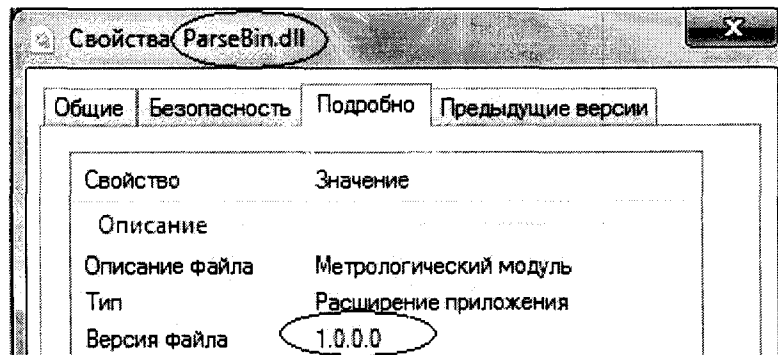 Свойства: ParseBin.dll
Общие Безопасность Подробно Предыдущие версии
Свойство Значение
Описание
Описание файла Метрологический модуль
Тип Расширение приложения
Версия файла 1.0.0.0